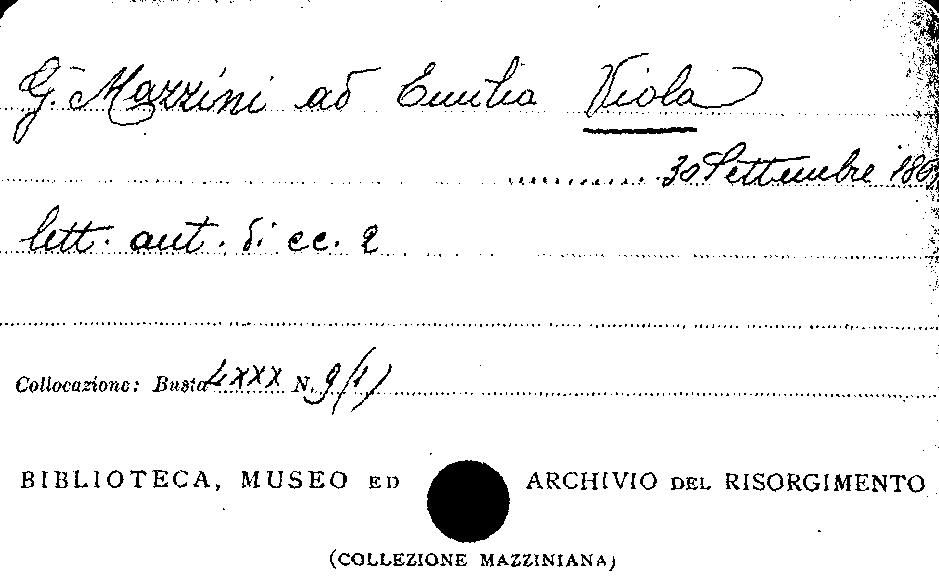 G. Mazzini ad Emilia Viola
30 Settembre
lett. aut. di cc. 2
Collocazione: Busta LXXX N. 9(1)
BIBLIOTECA, MUSEO ED ARCHIVIO DEL RISORGIMENTO
(COLLEZIONE MAZZINIANA)